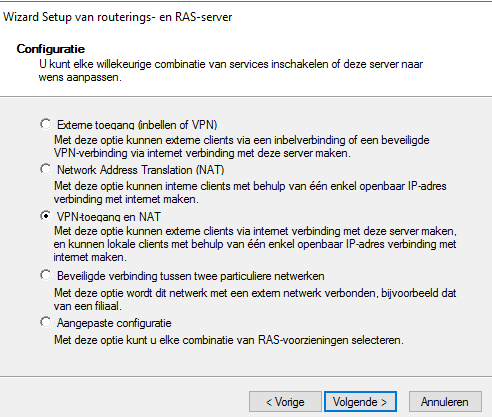 Wizard Setup van routerings- en RAS-server
Configuratie
U kunt elke willekeurige combinatie van services inschakelen of deze server naar
wens aanpassen.
Externe toegang (inbellen of VPN)
Met deze optie kunnen externe clients via een inbelverbinding of een beveiligde
VPN-verbinding via internet verbinding met deze server maken.
Network Address Translation (NAT)
Met deze optie kunnen interne clients met behulp van één enkel openbaar IP-adres
verbinding met internet maken.
VPN-toegang en NAT
Met deze optie kunnen externe clients via internet verbinding met deze server maken,
en kunnen lokale clients met behulp van één enkel openbaar IP-adres verbinding met
internet maken.
Beveiligde verbinding tussen twee particuliere netwerken
Met deze optie wordt dit netwerk met een extern netwerk verbonden, bijvoorbeeld dat
van een filiaal.
Aangepaste configuratie
Met deze optie kunt u elke combinatie van RAS-voorzieningen selecteren.
< Vorige Volgende > Annuleren